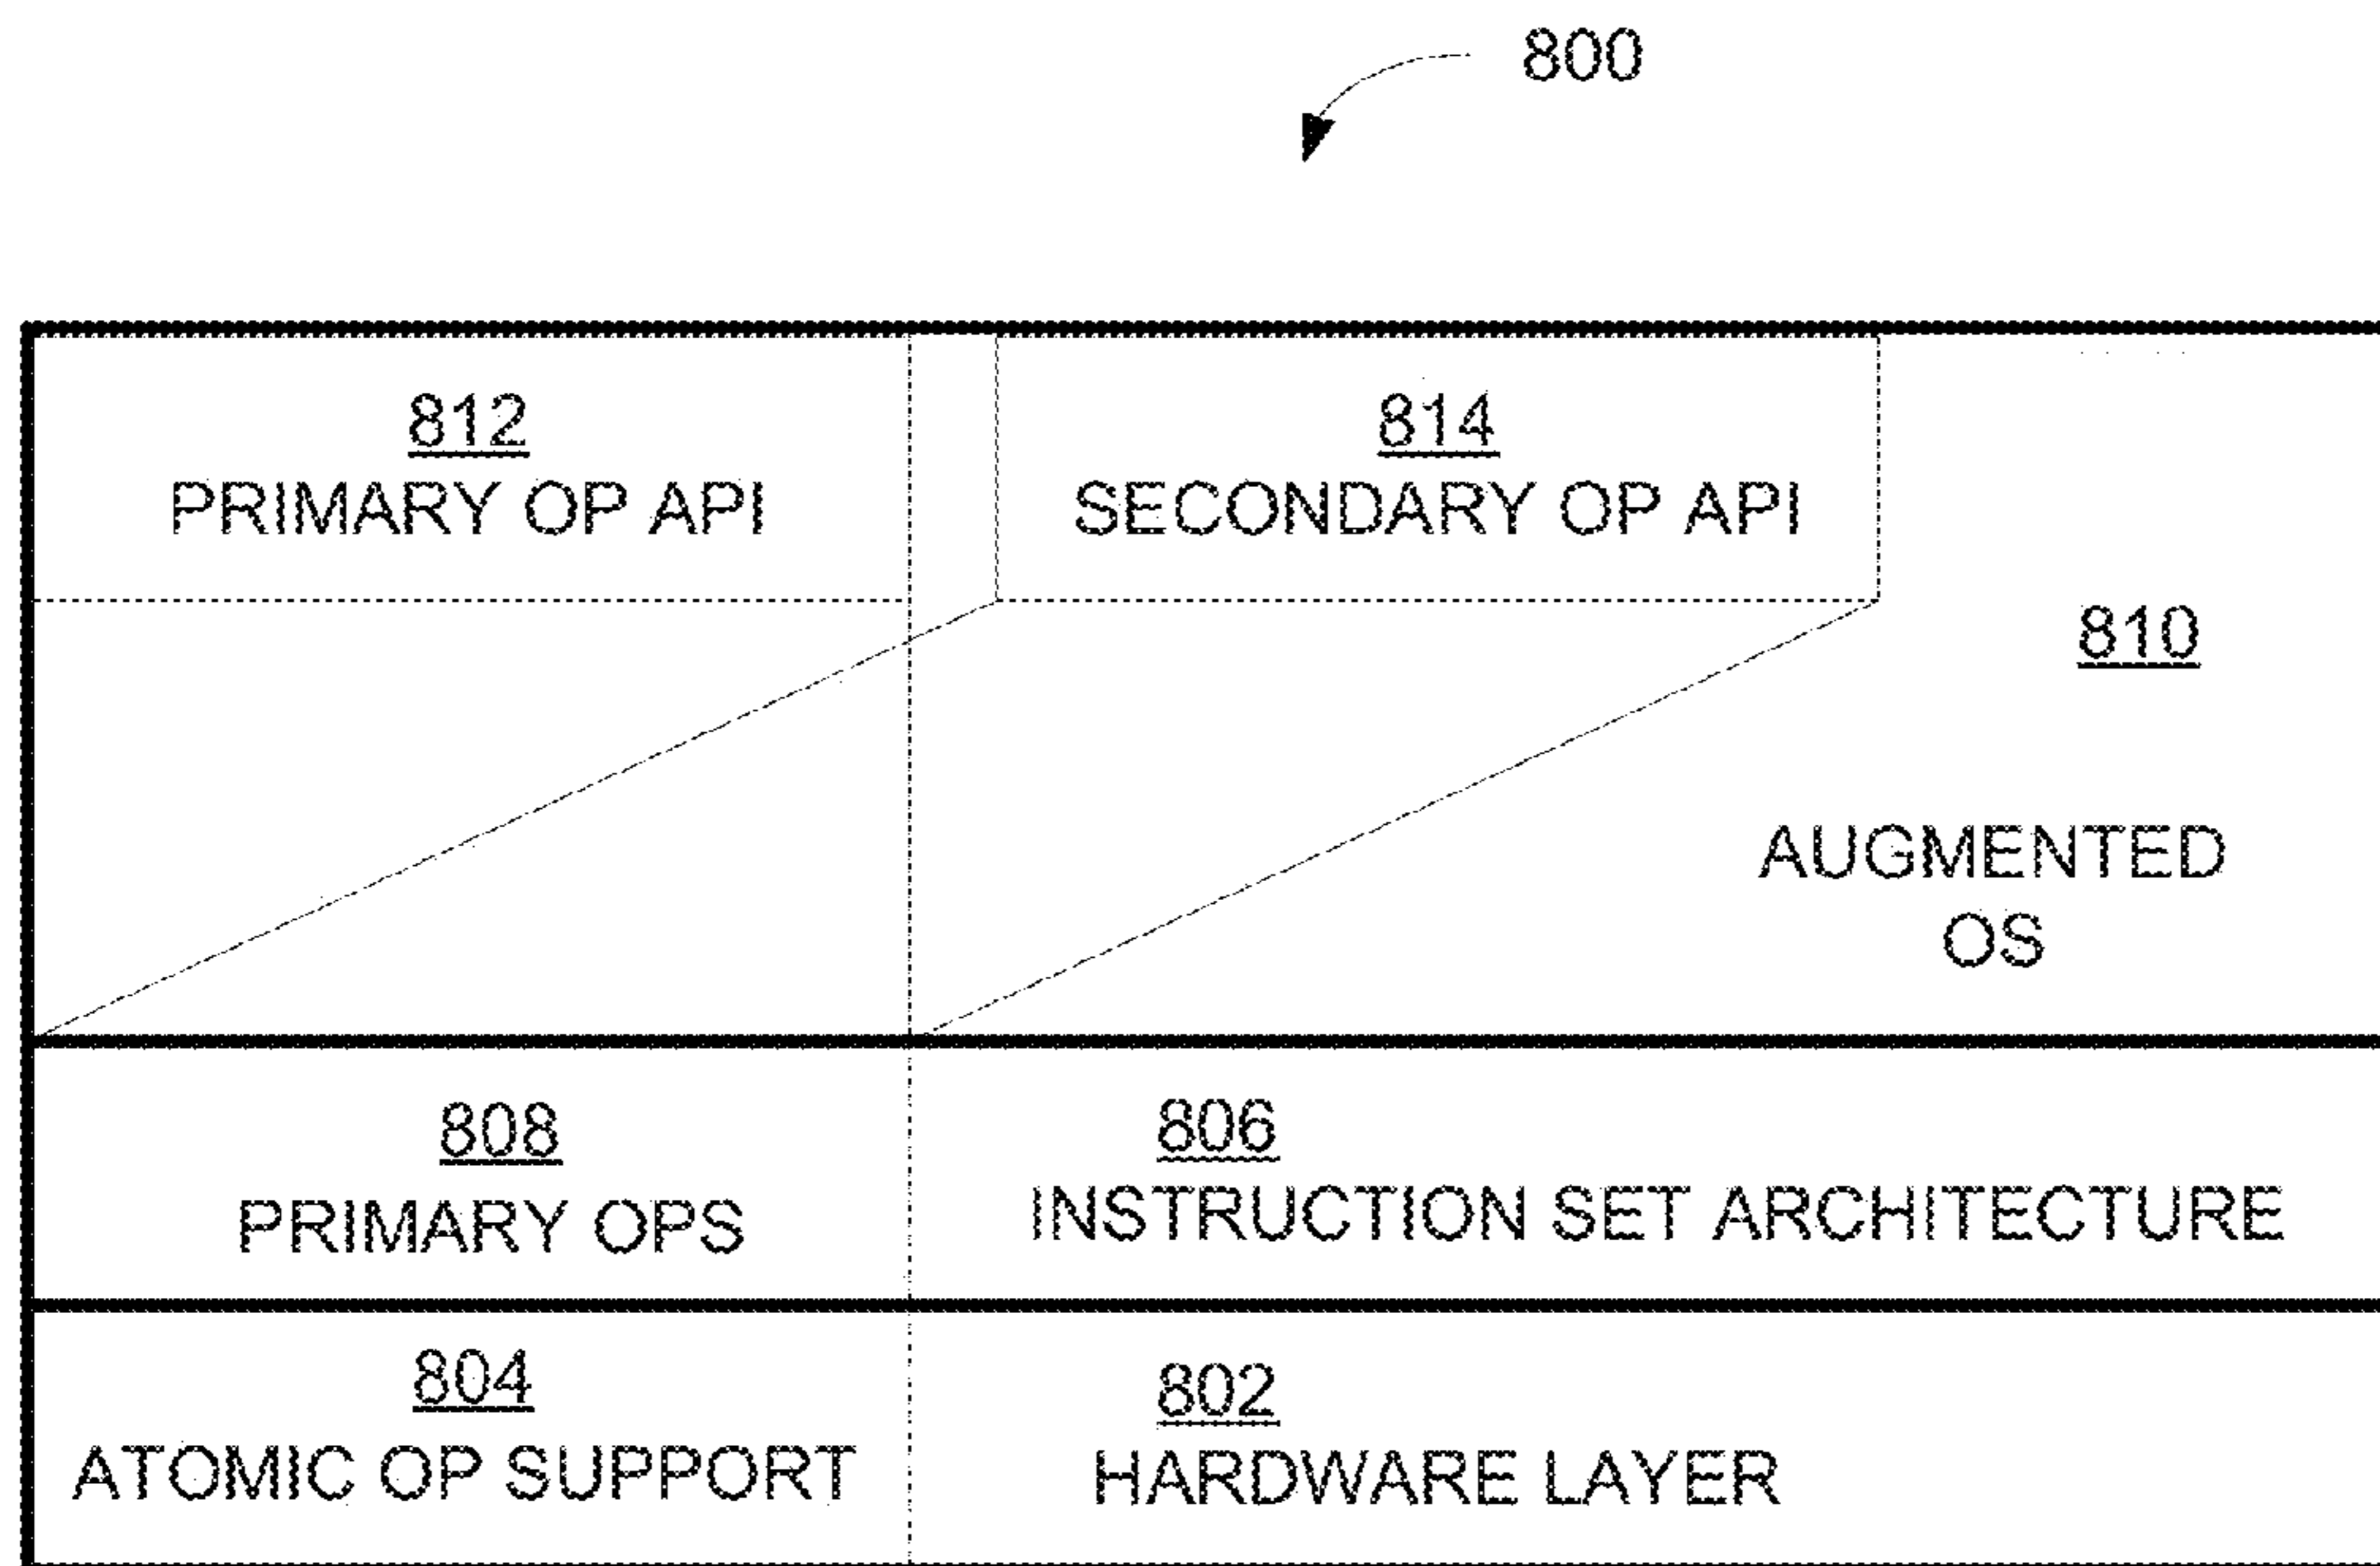 800
812
PRIMARY OP API
814
SECONDARY OP API
810
AUGMENTED
OS
808
PRIMARY OPS
806
INSTRUCTION SET ARCHITECTURE
804
ATOMIC OP SUPPORT
802
HARDWARE LAYER